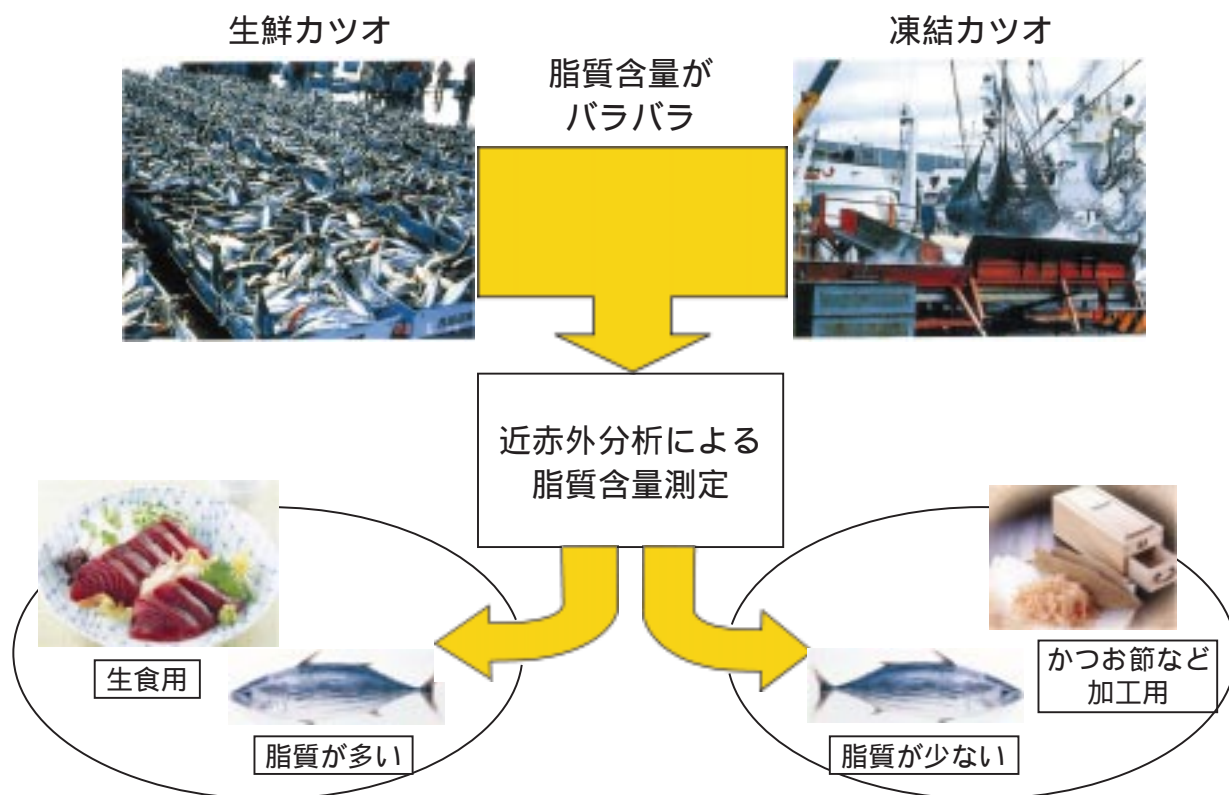 生鮮カツオ
凍結カツオ
脂質含量が
バラバラ
近赤外分析による
脂質含量測定
生食用
脂質が多い
かつお節など
加工用
脂質が少ない